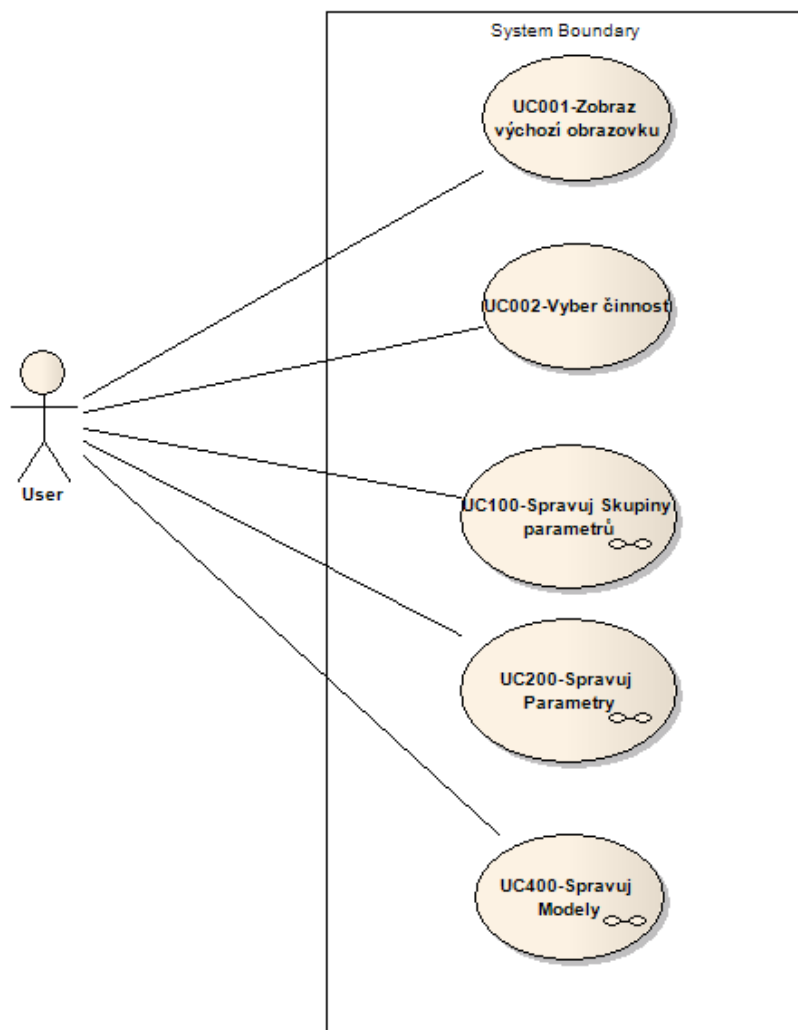 System Boundary
UC001-Zobraz
výchozí obrazovku
UC002-Vyber činnost
User
UC100-Spravuj Skupiny
parametrů
UC200-Spravuj
Parametry
UC400-Spravuj
Modely